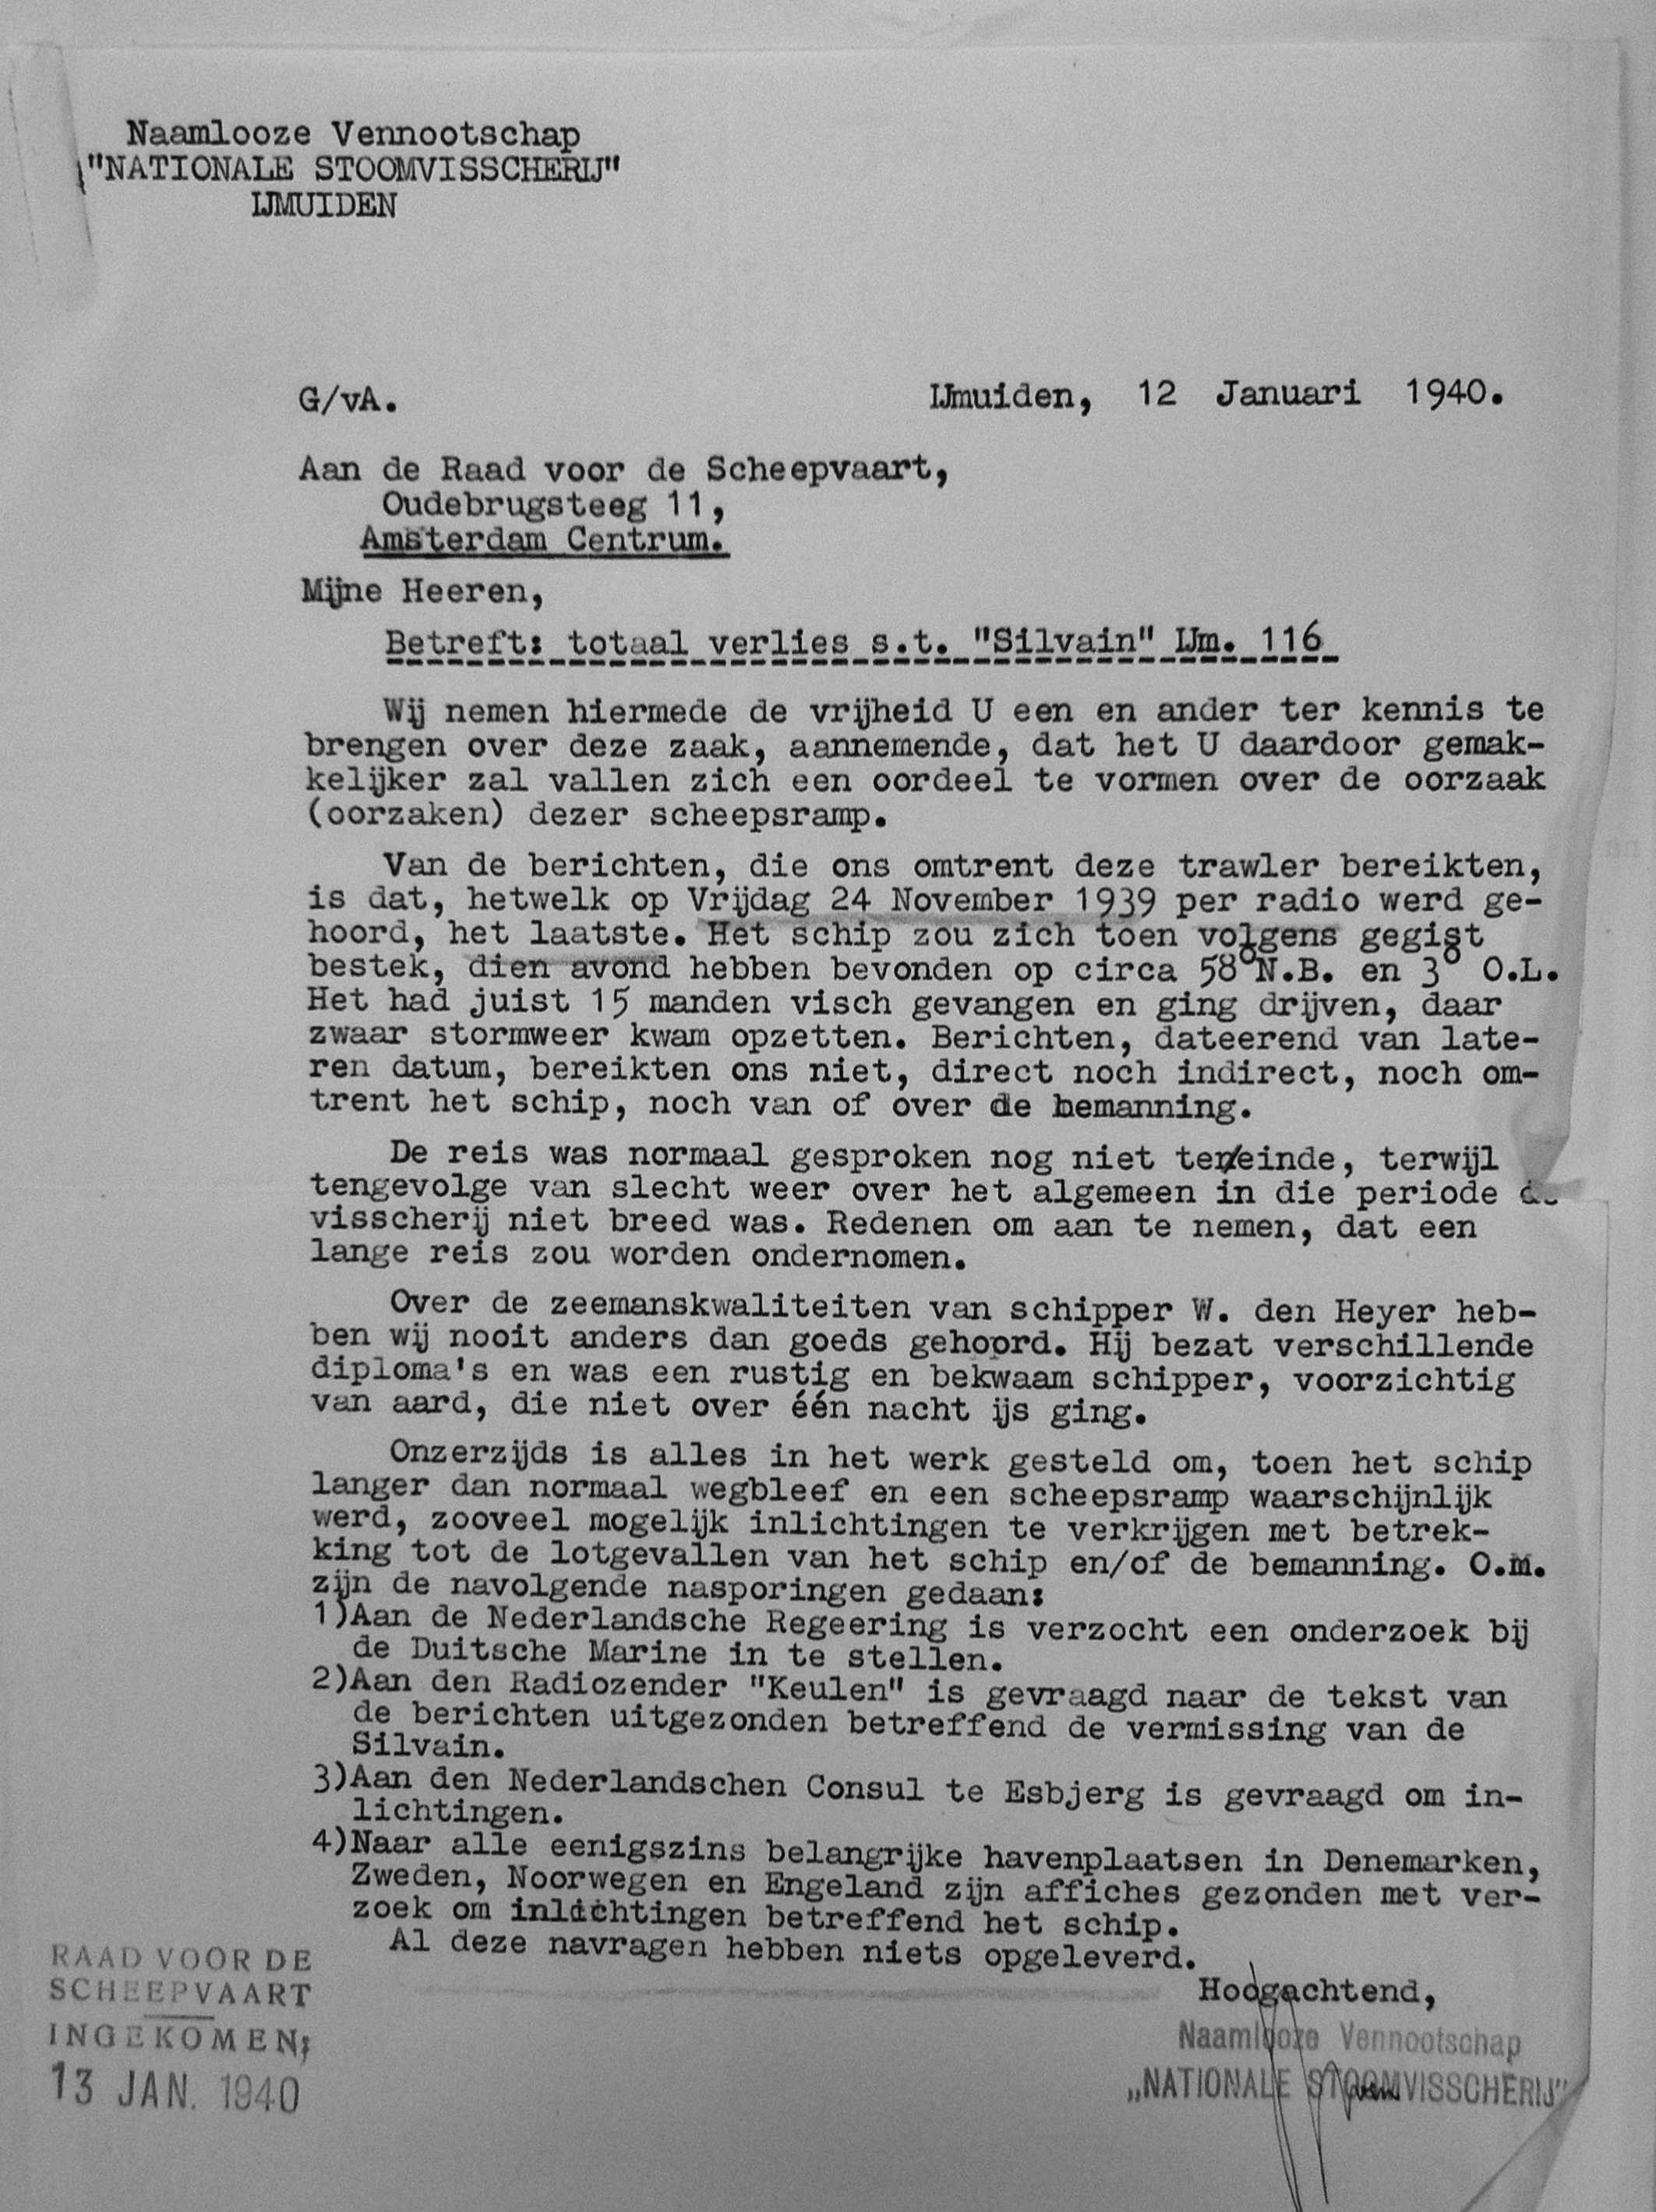 Naamlooze Vennootschap
"NATIONALE STOOMVISSCHERIJ"
IJMUIDEN
G/vA.
IJmuiden, 12 Januari 1940.
Aan de Raad voor de Scheepvaart,
Oudebrugsteeg 11,
Amsterdam Centrum.
Mijne Heeren,
Betreft: totaal verlies s.t. "Silvain" IJm. 116
Wij nemen hiermede de vrijheid U een en ander ter kennis te
brengen over deze zaak, aannemende, dat het U daardoor gemak-
kelijker zal vallen zich een oordeel te vormen over de oorzaak
(oorzaken) dezer scheepsramp.
Van de berichten, die ons omtrent deze trawler bereikten,
is dat, hetwelk op Vrijdag 24 November 1939 per radio werd ge-
hoord, het laatste. Het schip zou zich toen volgens gegist
bestek, dien avond hebben bevonden op circa 58° N.B. en 3° O.L.
Het had juist 15 manden visch gevangen en ging drijven, daar
zwaar stormweer kwam opzetten. Berichten, dateerend van late-
ren datum, bereikten ons niet, direct noch indirect, noch om-
trent het schip, noch van of over de bemanning.
De reis was normaal gesproken nog niet ten/einde, terwijl
tengevolge van slecht weer over het algemeen in die periode de
visscherij niet breed was. Redenen om aan te nemen, dat een
lange reis zou worden ondernomen.
Over de zeemanskwaliteiten van schipper W. den Heyer heb-
ben wij nooit anders dan goeds gehoord. Hij bezat verschillende
diploma's en was een rustig en bekwaam schipper, voorzichtig
van aard, die niet over één nacht ijs ging.
Onzerzijds is alles in het werk gesteld om, toen het schip
langer dan normaal wegbleef en een scheepsramp waarschijnlijk
werd, zooveel mogelijk inlichtingen te verkrijgen met betrek-
king tot de lotgevallen van het schip en/of de bemanning. O.m.
zijn de navolgende nasporingen gedaan:
1)Aan de Nederlandsche Regeering is verzocht een onderzoek bij
de Duitsche Marine in te stellen.
2)Aan den Radiozender "Keulen" is gevraagd naar de tekst van
de berichten uitgezonden betreffend de vermissing van de
Silvain.
3)Aan den Nederlandschen Consul te Esbjerg is gevraagd om in-
lichtingen.
4)Naar alle eenigszins belangrijke havenplaatsen in Denemarken,
Zweden, Noorwegen en Engeland zijn affiches gezonden met ver-
zoek om inlichtingen betreffend het schip.
Al deze navragen hebben niets opgeleverd.
Hoogachtend,
Naamlooze Vennootschap
„NATIONALE STOOMVISSCHERIJ"
RAAD VOOR DE
SCHEEPVAART
INGEKOMEN;
13 JAN. 1940